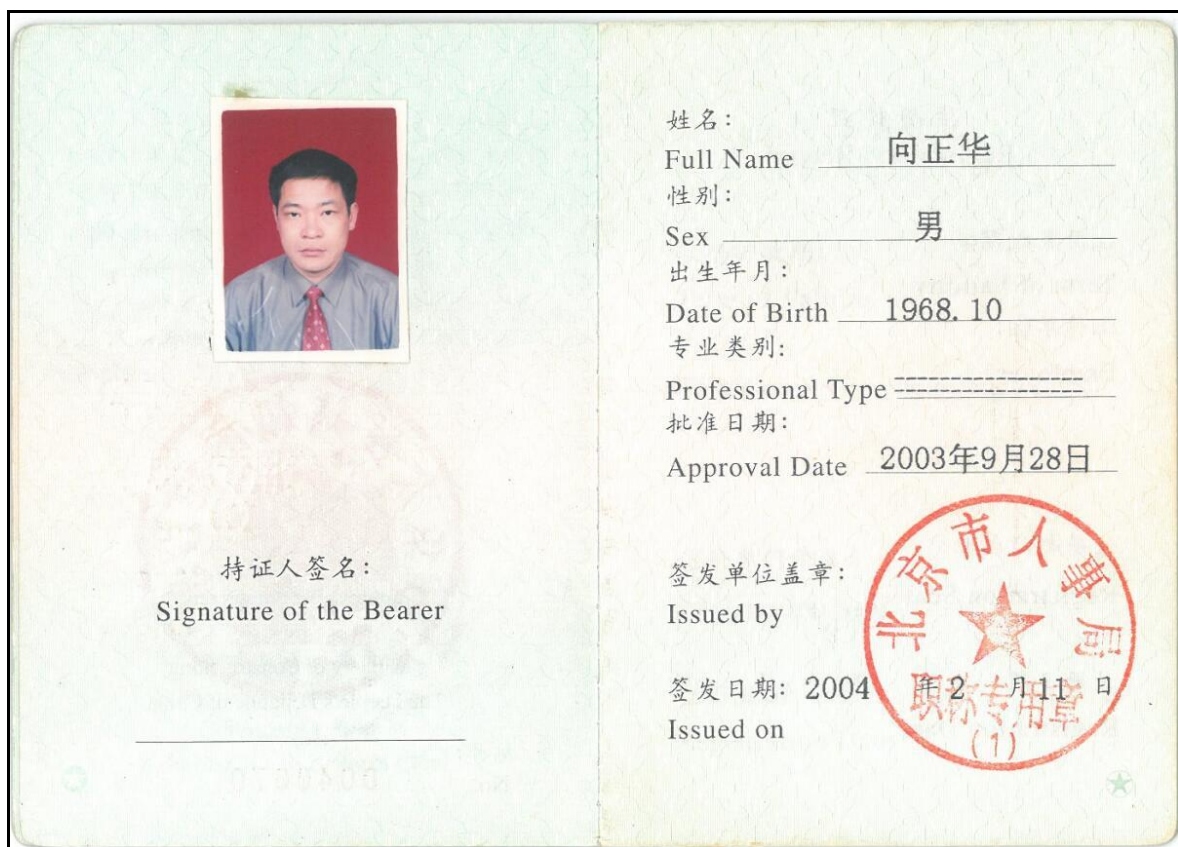 持证人签名:
Signature of the Bearer
姓名:
Full Name 向正华
性别:
Sex 男
出生年月:
Date of Birth 1968.10
专业类别:
Professional Type
批准日期:
Approval Date 2003年9月28日
签发单位盖章:
Issued by
签发日期: 2004 年 2 月 11 日
Issued on
北京市人事局
职称专用章
(1)